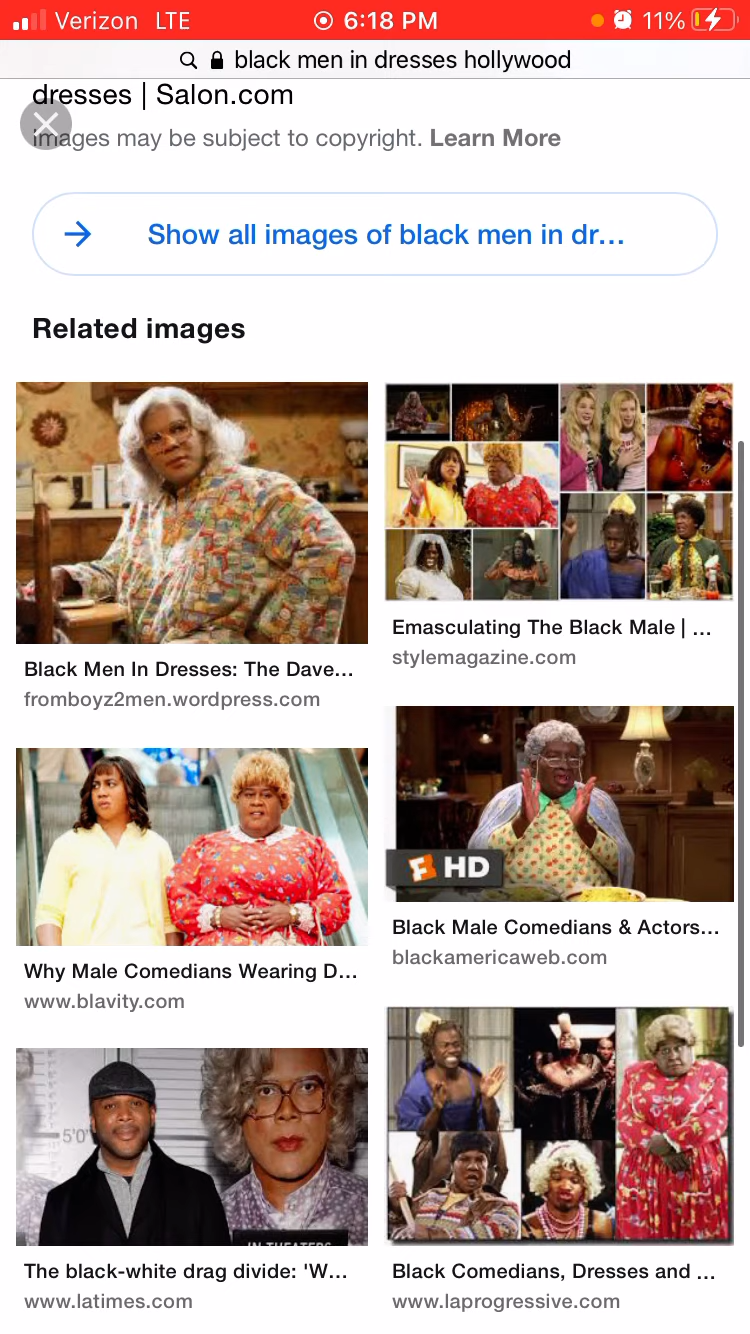 Verizon LTE 6:18 PM 11%
black men in dresses hollywood
dresses | Salon.com
Images may be subject to copyright. Learn More
Show all images of black men in dr...
Related images
Black Men In Dresses: The Dave...
fromboyz2men.wordpress.com
Emasculating The Black Male | ...
stylemagazine.com
HD
Why Male Comedians Wearing D...
www.blavity.com
Black Male Comedians & Actors...
blackamericaweb.com
5'0"
IN THEATERS
The black-white drag divide: 'W...
www.latimes.com
Black Comedians, Dresses and ...
www.laprogressive.com